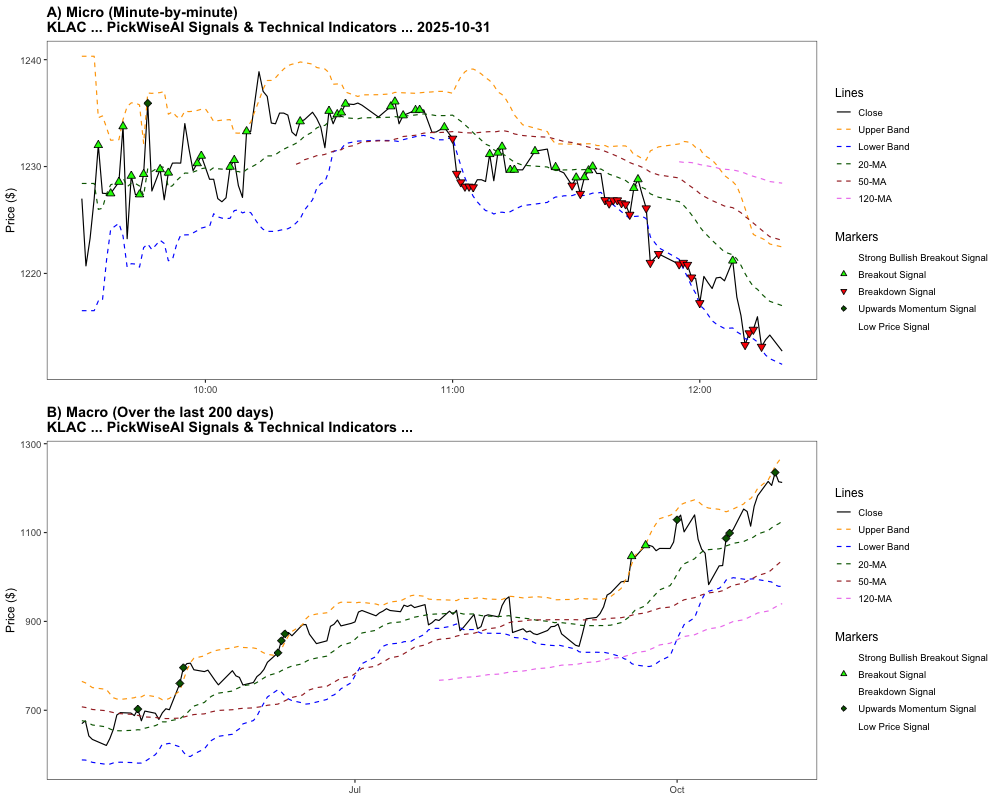 A) Micro (Minute-by-minute)
KLAC ... PickWiseAI Signals & Technical Indicators ... 2025-10-31
Price ($)
1240
1230
1220
10:00
11:00
12:00
Lines
Close
Upper Band
Lower Band
20-MA
50-MA
120-MA
Markers
Strong Bullish Breakout Signal
Breakout Signal
Breakdown Signal
Upwards Momentum Signal
Low Price Signal
B) Macro (Over the last 200 days)
KLAC ... PickWiseAI Signals & Technical Indicators ...
Price ($)
1300
1100
900
700
Jul
Oct
Lines
Close
Upper Band
Lower Band
20-MA
50-MA
120-MA
Markers
Strong Bullish Breakout Signal
Breakout Signal
Breakdown Signal
Upwards Momentum Signal
Low Price Signal